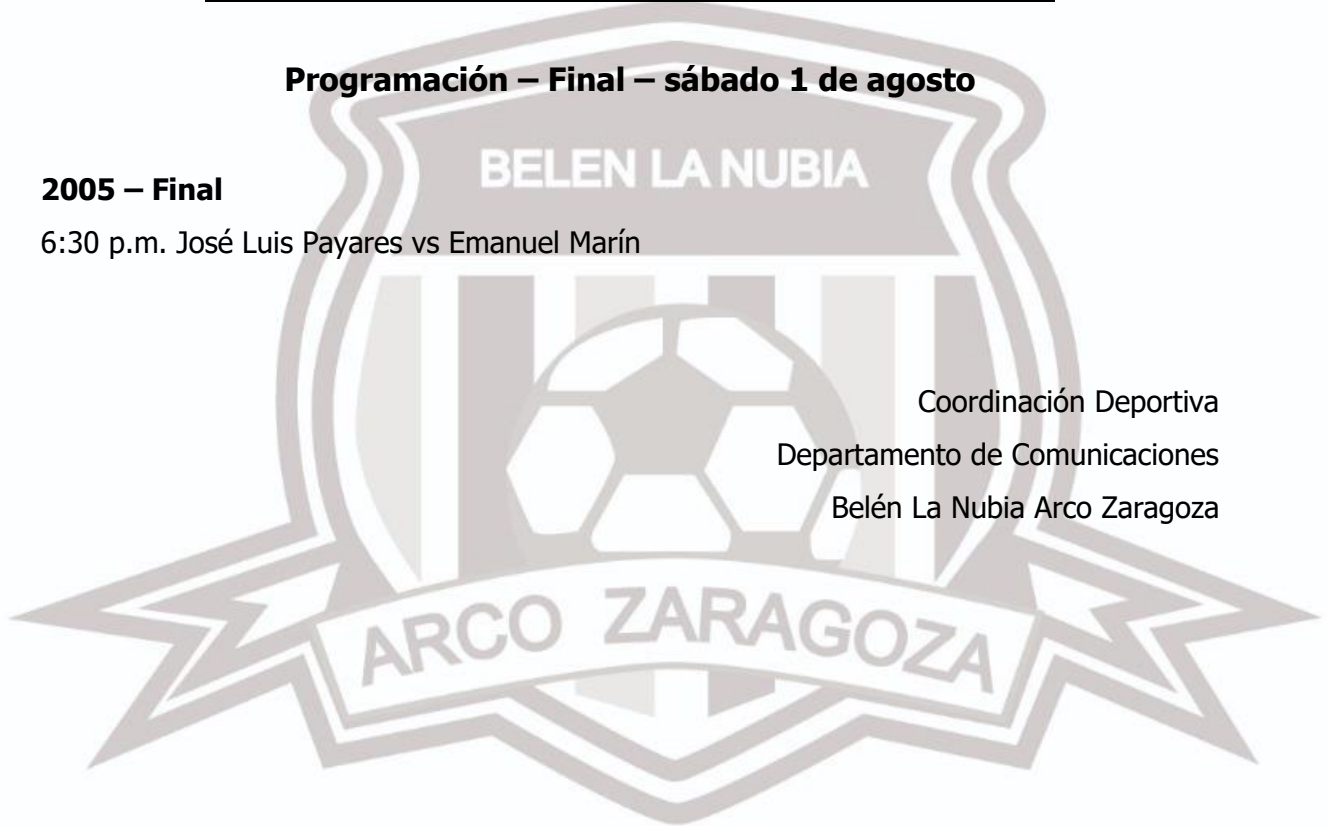 Programación – Final – sábado 1 de agosto
BELEN LA NUBIA
2005 – Final
6:30 p.m. José Luis Payares vs Emanuel Marín
Coordinación Deportiva
Departamento de Comunicaciones
Belén La Nubia Arco Zaragoza
ARCO ZARAGOZA